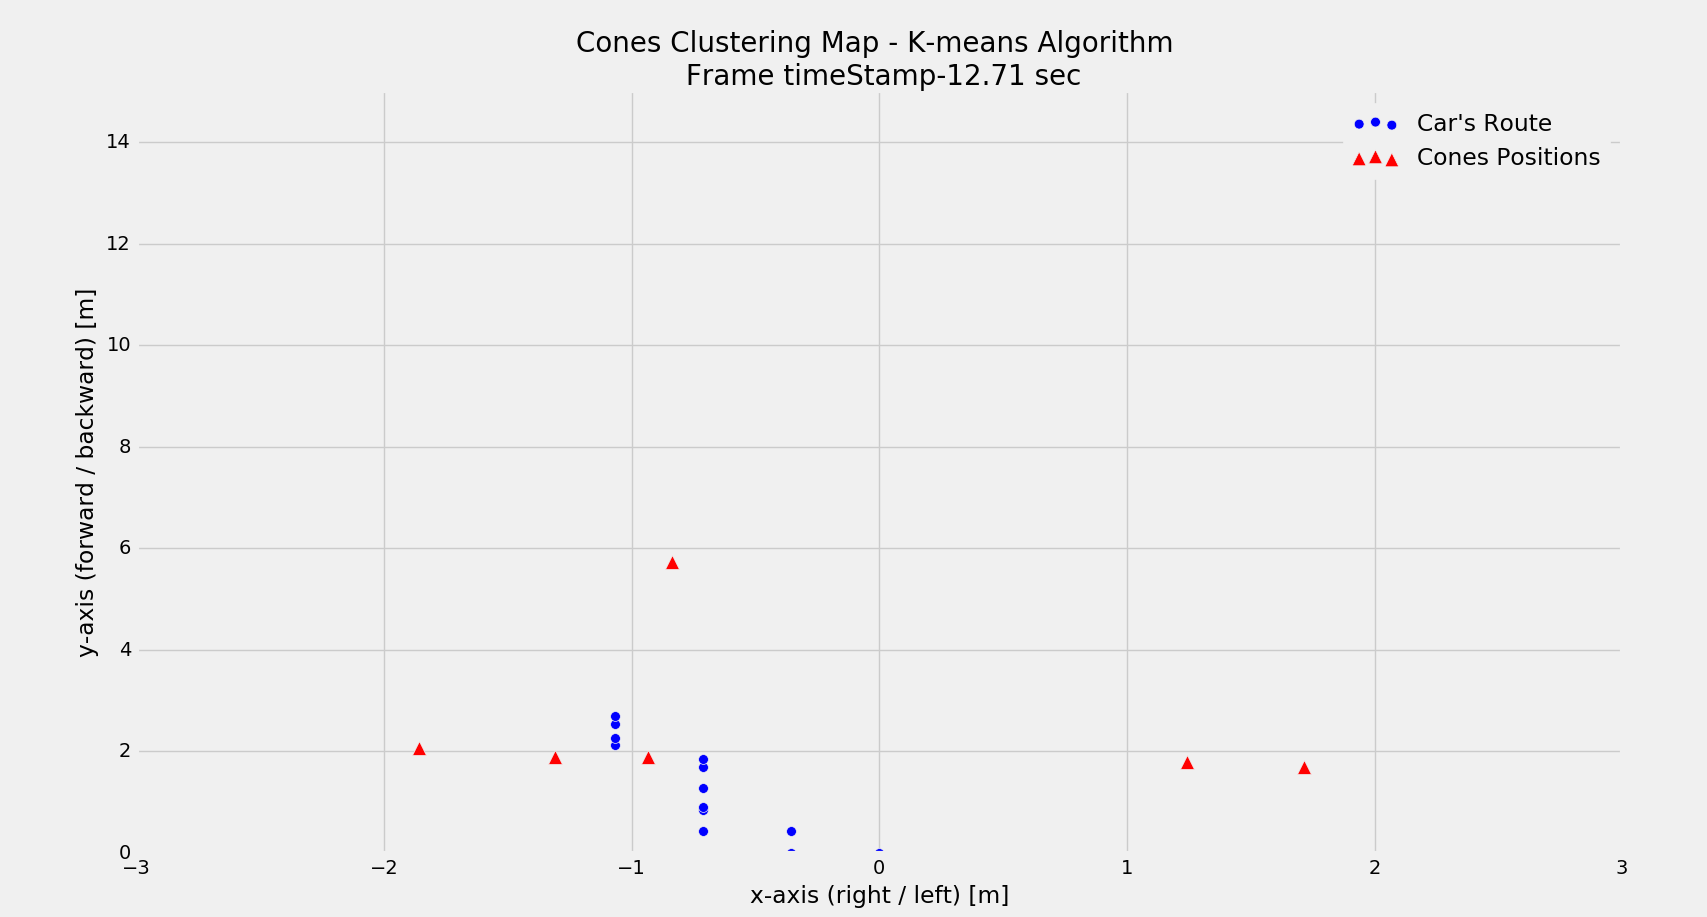 Cones Clustering Map - K-means Algorithm
Frame timeStamp-12.71 sec
Car's Route
Cones Positions
y-axis (forward / backward) [m]
14
12
10
8
6
4
2
0
−3
−2
−1
0
1
2
3
x-axis (right / left) [m]